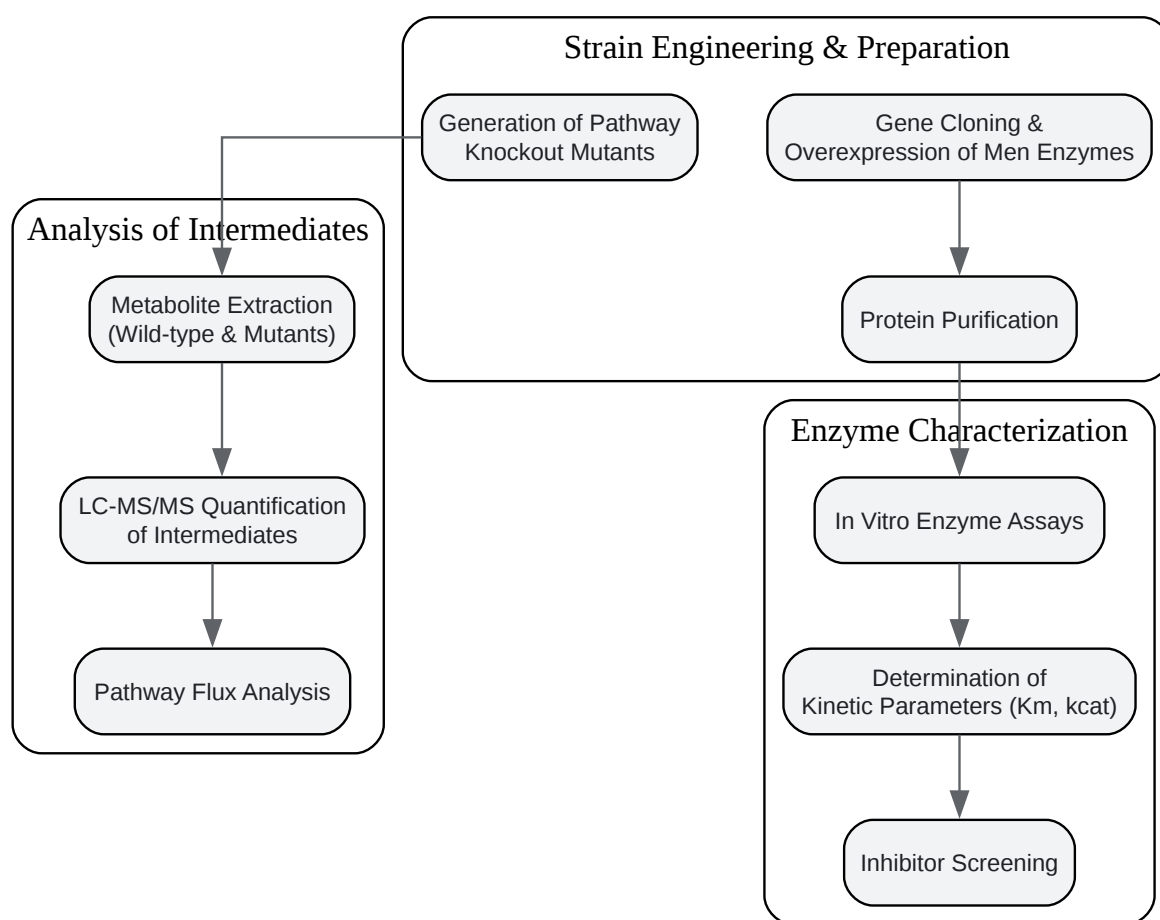 Strain Engineering & Preparation
Generation of Pathway
Knockout Mutants
Gene Cloning &
Overexpression of Men Enzymes
Protein Purification
Analysis of Intermediates
Metabolite Extraction
(Wild-type & Mutants)
LC-MS/MS Quantification
of Intermediates
Pathway Flux Analysis
Enzyme Characterization
In Vitro Enzyme Assays
Determination of
Kinetic Parameters (Km, kcat)
Inhibitor Screening